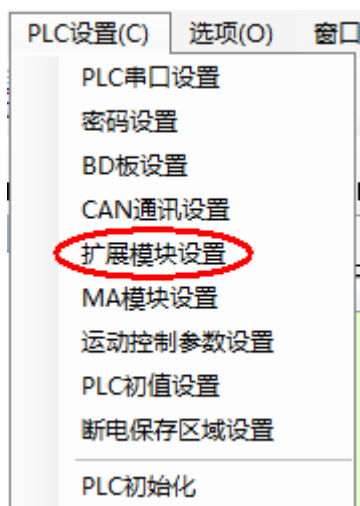 PLC设置(C) 选项(O) 窗口
PLC串口设置
密码设置
BD板设置
CAN通讯设置
扩展模块设置
MA模块设置
运动控制参数设置
PLC初值设置
断电保存区域设置
PLC初始化